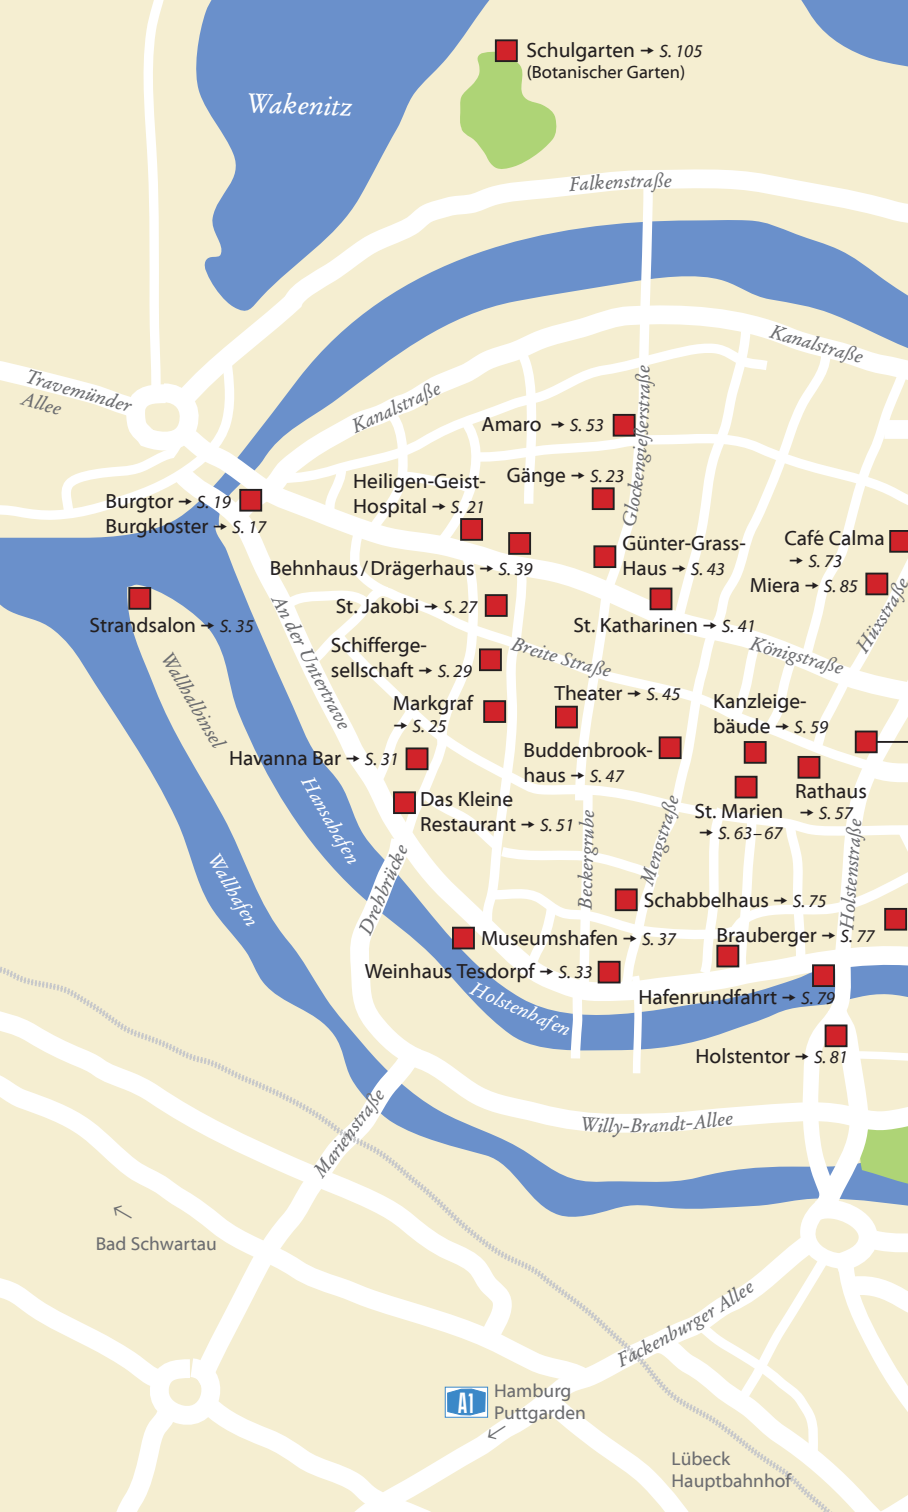 Schulgarten → S. 105
(Botanischer Garten)
Wakenitz
Falkenstraße
Kanalstraße
Travemünder
Allee
Kanalstraße
Glockengießerstraße
Amaro → S. 53
Gänge → S. 23
Heiligen-Geist-
Hospital → S. 21
Burgtor → S. 19
Burgkloster → S. 17
Günter-Grass-
Haus → S. 43
Café Calma
→ S. 73
Behnhaus/Drägerhaus → S. 39
Miera → S. 85
Hüxstraße
St. Jakobi → S. 27
St. Katharinen → S. 41
Strandsalon → S. 35
An der Untertrave
Wallhalbinsel
Schifferge-
sellschaft → S. 29
Breite Straße
Königstraße
Theater → S. 45
Kanzleige-
bäude → S. 59
Markgraf
→ S. 25
Havanna Bar → S. 31
Buddenbrook-
haus → S. 47
Rathaus
→ S. 57
Das Kleine
Restaurant → S. 51
St. Marien
→ S. 63–67
Hansahafen
Wallhafen
Drehbrücke
Beckergrube
Mengstraße
Holstenstraße
Schabbelhaus → S. 75
Museumshafen → S. 37
Brauberger → S. 77
Weinhaus Tesdorpf → S. 33
Hafenrundfahrt → S. 79
Holstenhafen
Holstentor → S. 81
Willy-Brandt-Allee
Marienstraße
Bad Schwartau
Fackenburger Allee
A1
Hamburg
Puttgarden
Lübeck
Hauptbahnhof